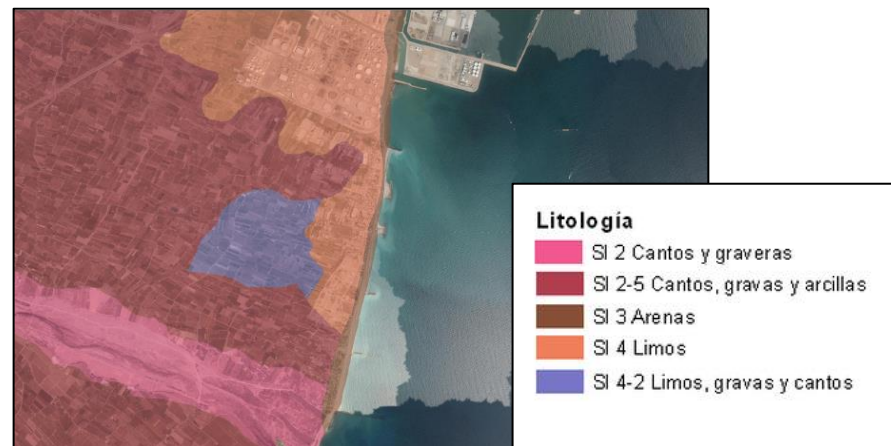 Litología
SI 2 Cantos y graveras
SI 2-5 Cantos, gravas y arcillas
SI 3 Arenas
SI 4 Limos
SI 4-2 Limos, gravas y cantos